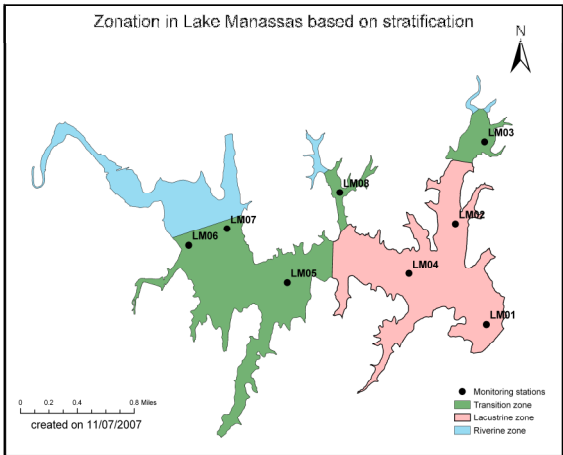 Zonation in Lake Manassas based on stratification
N
LM03
LM08
LM02
LM07
LM06
LM04
LM05
LM01
Monitoring stations
Transition zone
Lacustrine zone
Riverine zone
0 0.2 0.4 0.8 Miles
created on 11/07/2007